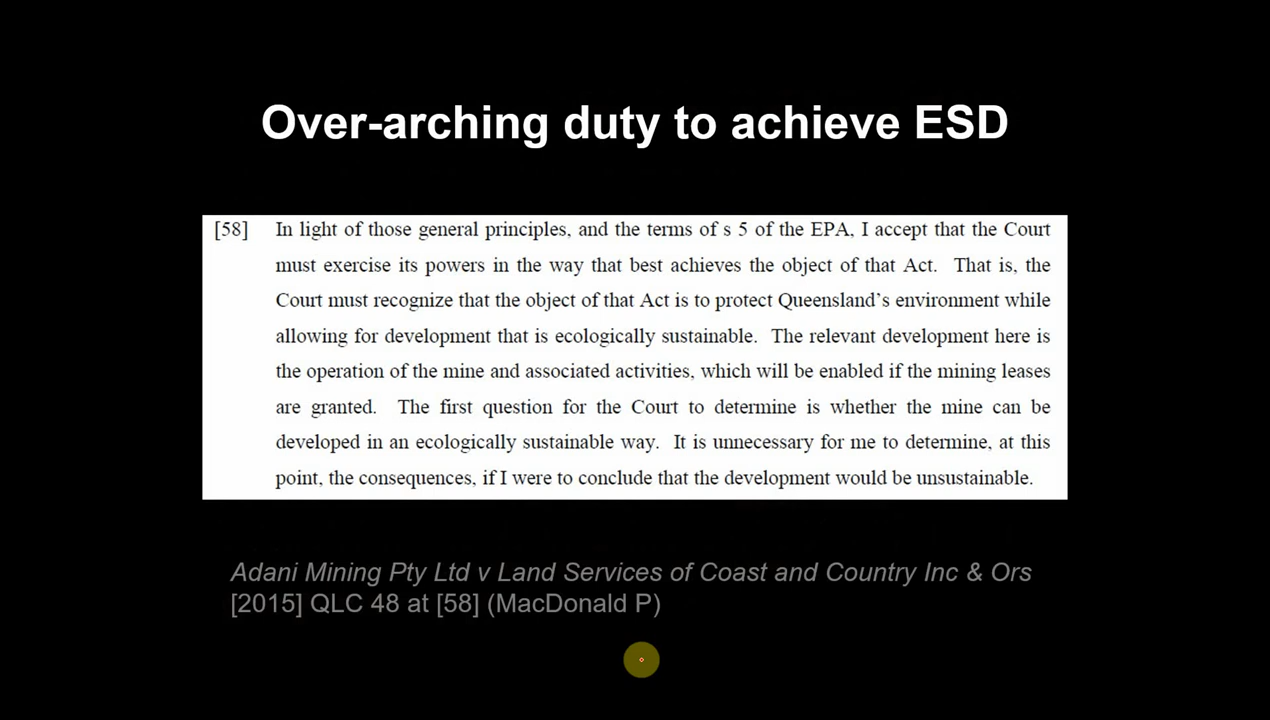 Over-arching duty to achieve ESD
[58] In light of those general principles, and the terms of s 5 of the EPA, I accept that the Court
must exercise its powers in the way that best achieves the object of that Act. That is, the
Court must recognize that the object of that Act is to protect Queensland's environment while
allowing for development that is ecologically sustainable. The relevant development here is
the operation of the mine and associated activities, which will be enabled if the mining leases
are granted. The first question for the Court to determine is whether the mine can be
developed in an ecologically sustainable way. It is unnecessary for me to determine, at this
point, the consequences, if I were to conclude that the development would be unsustainable.
Adani Mining Pty Ltd v Land Services of Coast and Country Inc & Ors
[2015] QLC 48 at [58] (MacDonald P)